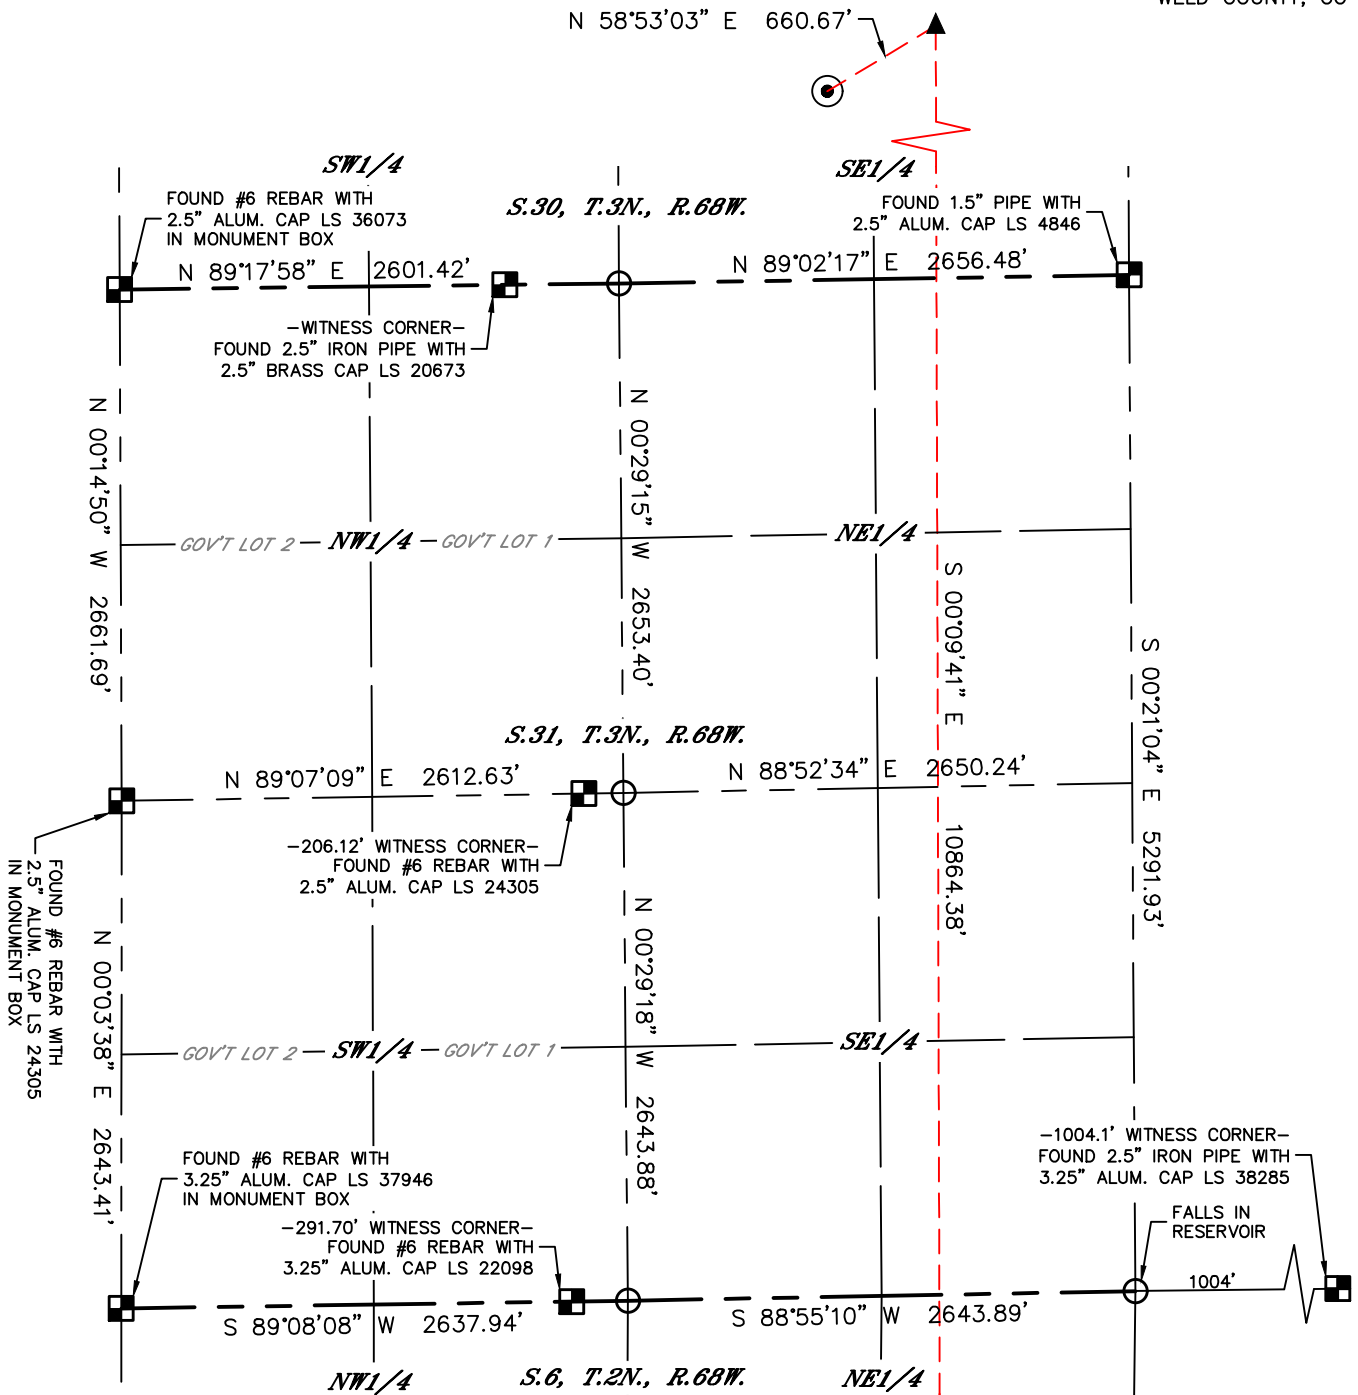 N 58°53'03" E 660.67'
SW1/4
SE1/4
FOUND #6 REBAR WITH
2.5" ALUM. CAP LS 36073
IN MONUMENT BOX
S.30, T.3N., R.68W.
FOUND 1.5" PIPE WITH
2.5" ALUM. CAP LS 4846
N 89°17'58" E 2601.42'
N 89°02'17" E 2656.48'
-WITNESS CORNER-
FOUND 2.5" IRON PIPE WITH
2.5" BRASS CAP LS 20673
N 00°14'50" W 2661.69'
N 00°29'15" W 2653.40'
GOV'T LOT 2
NW1/4
GOV'T LOT 1
NE1/4
S 00°09'41" E 10864.38'
S 00°21'04" E 5291.93'
S.31, T.3N., R.68W.
N 89°07'09" E 2612.63'
N 88°52'34" E 2650.24'
-206.12' WITNESS CORNER-
FOUND #6 REBAR WITH
2.5" ALUM. CAP LS 24305
FOUND #6 REBAR WITH
2.5" ALUM. CAP LS 24305
IN MONUMENT BOX
N 00°03'38" E 2643.41'
N 00°29'18" W 2643.88'
GOV'T LOT 2
SW1/4
GOV'T LOT 1
SE1/4
FOUND #6 REBAR WITH
3.25" ALUM. CAP LS 37946
IN MONUMENT BOX
-1004.1' WITNESS CORNER-
FOUND 2.5" IRON PIPE WITH
3.25" ALUM. CAP LS 38285
-291.70' WITNESS CORNER-
FOUND #6 REBAR WITH
3.25" ALUM. CAP LS 22098
FALLS IN
RESERVOIR
1004'
S 89°08'08" W 2637.94'
S 88°55'10" W 2643.89'
NW1/4
S.6, T.2N., R.68W.
NE1/4